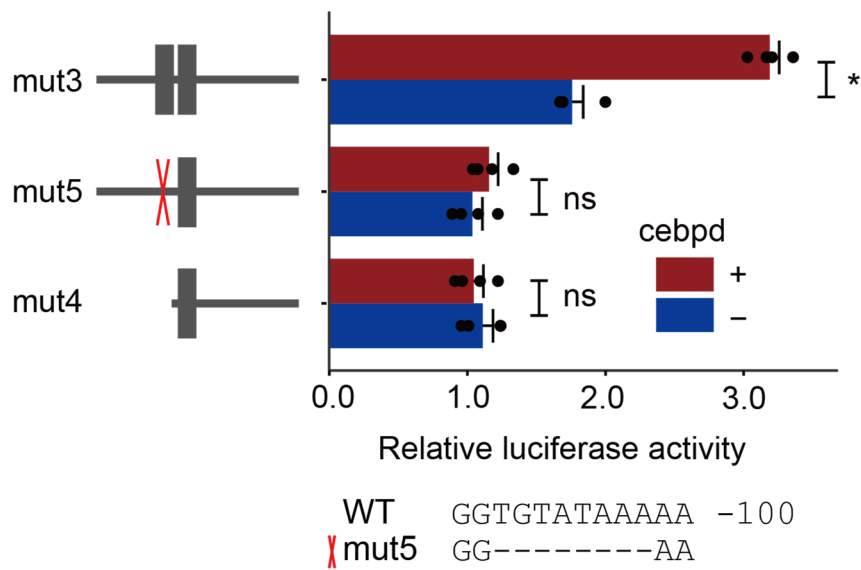 mut3
*
mut5
ns
cebpd
+
mut4
ns
–
0.0 1.0 2.0 3.0
Relative luciferase activity
WT GGTGTATAAAAA -100
mut5 GG--------AA